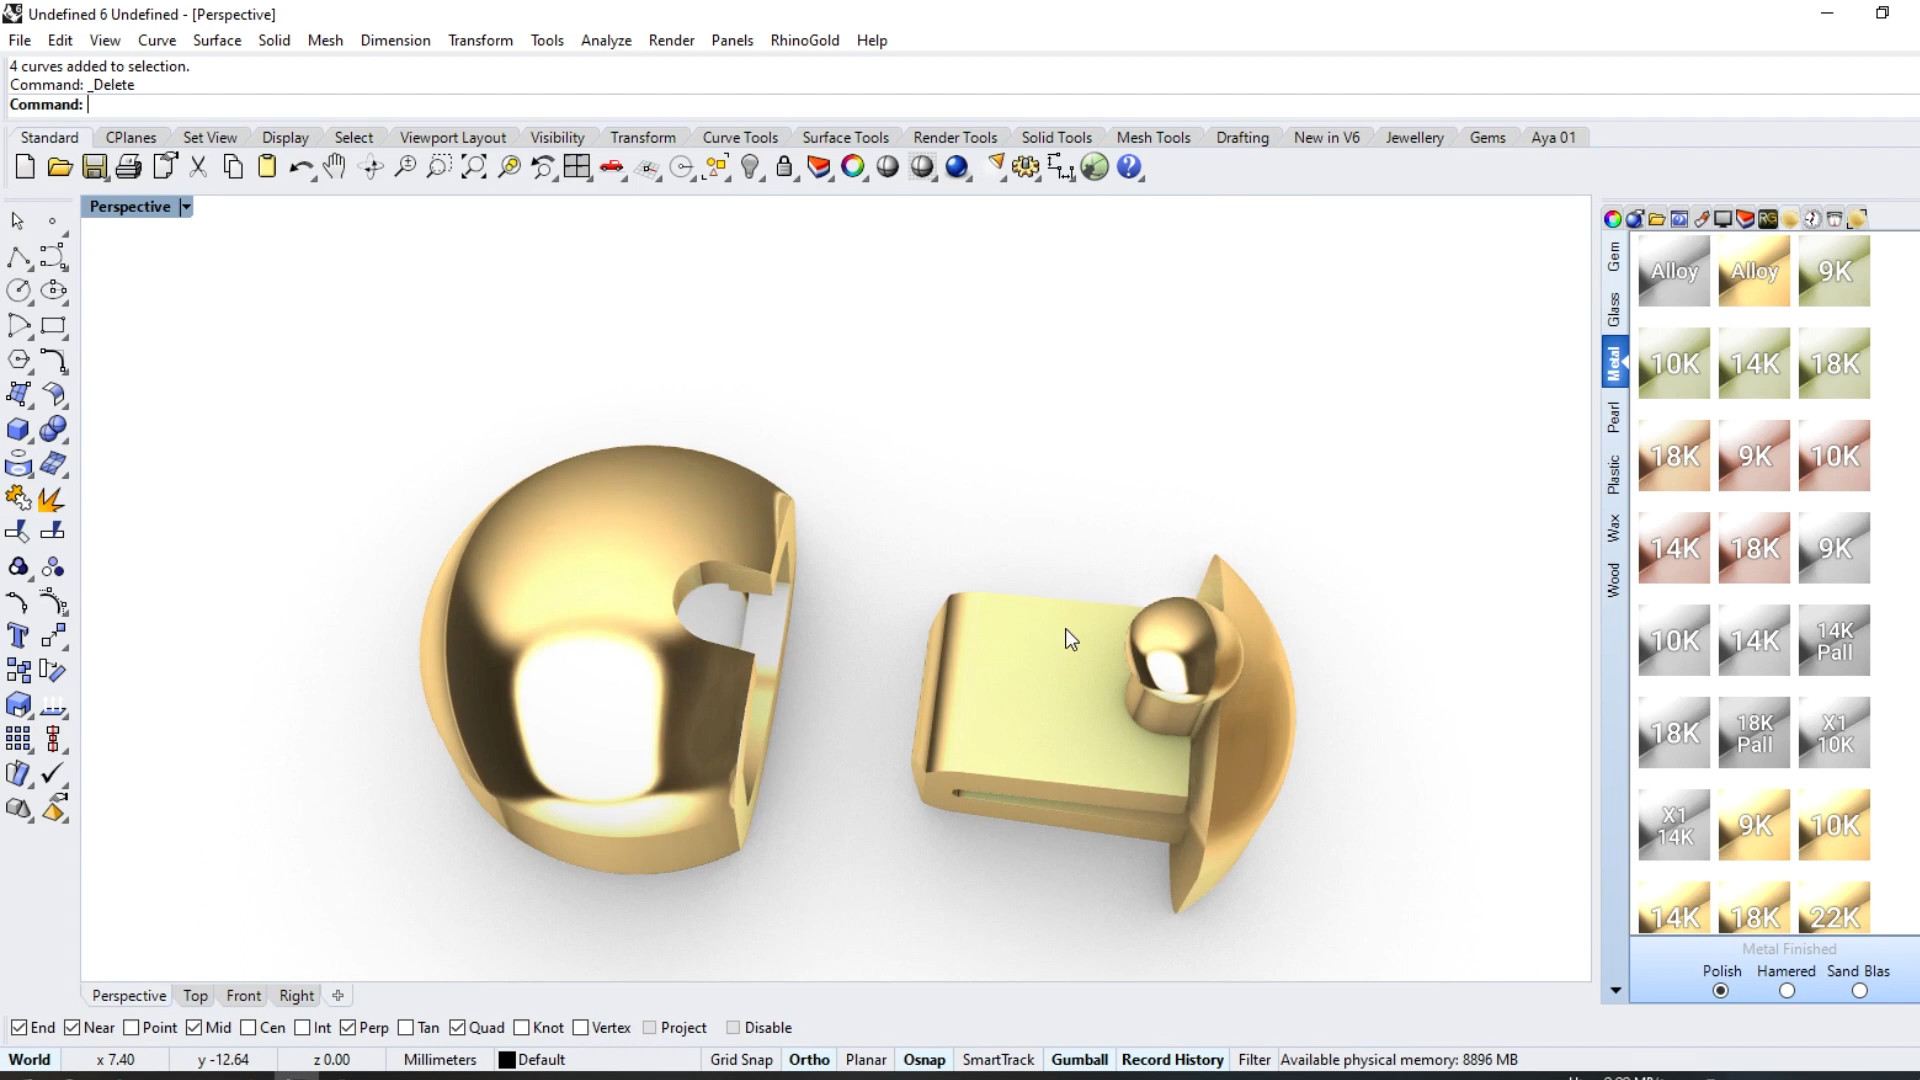 Undefined 6 Undefined - [Perspective]
File Edit View Curve Surface Solid Mesh Dimension Transform Tools Analyze Render Panels RhinoGold Help
4 curves added to selection.
Command: _Delete
Command:
Standard CPlanes Set View Display Select Viewport Layout Visibility Transform Curve Tools Surface Tools Render Tools Solid Tools Mesh Tools Drafting New in V6 Jewellery Gems Aya 01
Perspective
RG
Gem
Glass
Metal
Pearl
Plastic
Wax
Wood
Alloy Alloy 9K
10K 14K 18K
18K 9K 10K
14K 18K 9K
10K 14K 14K Pall
18K 18K Pall X1 10K
X1 14K 9K 10K
14K 18K 22K
Metal Finished
Polish Hamered Sand Blas
Perspective Top Front Right
End Near Point Mid Cen Int Perp Tan Quad Knot Vertex Project Disable
World x 7.40 y -12.64 z 0.00 Millimeters Default Grid Snap Ortho Planar Osnap SmartTrack Gumball Record History Filter Available physical memory: 8896 MB